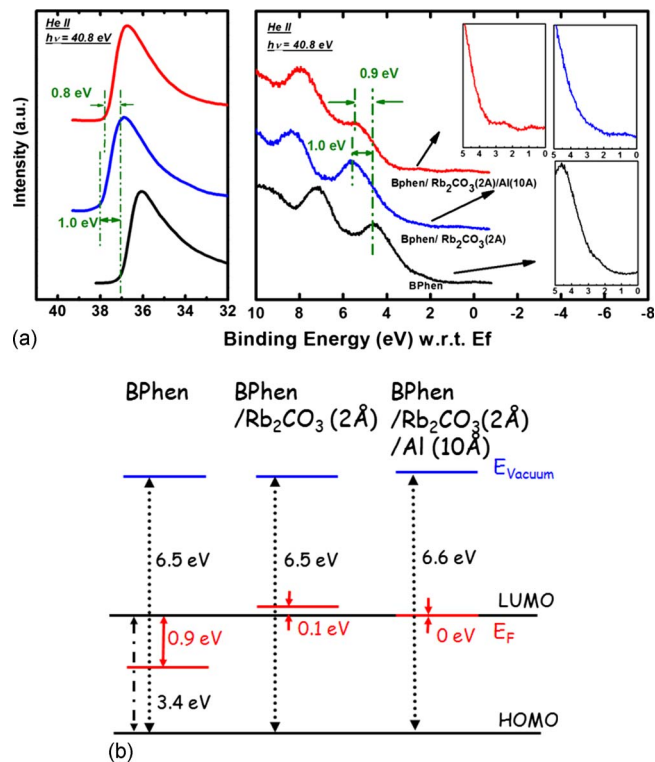 He II
hν = 40.8 eV
0.8 eV
1.0 eV
Intensity (a.u.)
40 38 36 34 32
He II
hν = 40.8 eV
0.9 eV
1.0 eV
Bphen/ Rb₂CO₃(2A)/Al(10A)
Bphen/ Rb₂CO₃(2A)
BPhen
5 4 3 2 1 0
5 4 3 2 1 0
5 4 3 2 1 0
10 8 6 4 2 0 -2 -4 -6 -8
Binding Energy (eV) w.r.t. Ef
(a)
BPhen
BPhen
/Rb₂CO₃ (2Å)
BPhen
/Rb₂CO₃(2Å)
/Al (10Å)
E_Vacuum
6.5 eV
6.5 eV
6.6 eV
LUMO
0.9 eV
0.1 eV
0 eV
E_F
3.4 eV
HOMO
(b)